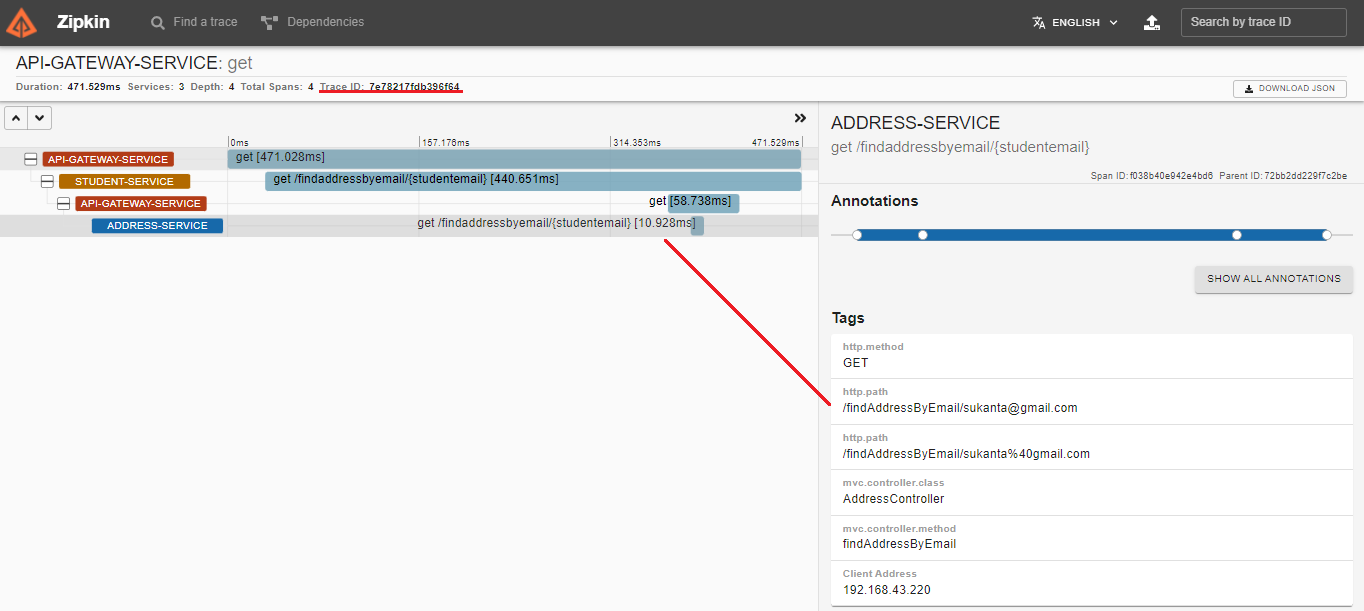 Zipkin Find a trace Dependencies ENGLISH Search by trace ID
API-GATEWAY-SERVICE: get
Duration: 471.529ms Services: 3 Depth: 4 Total Spans: 4 Trace ID: 7e78217fdb396f64 DOWNLOAD JSON
0ms 157.176ms 314.353ms 471.529ms
API-GATEWAY-SERVICE get [471.028ms]
STUDENT-SERVICE get /findaddressbyemail/{studentemail} [440.651ms]
API-GATEWAY-SERVICE get [58.738ms]
ADDRESS-SERVICE get /findaddressbyemail/{studentemail} [10.928ms]
ADDRESS-SERVICE
get /findaddressbyemail/{studentemail}
Span ID: f038b40e942e4bd6 Parent ID: 72bb2dd229f7c2be
Annotations
SHOW ALL ANNOTATIONS
Tags
http.method
GET
http.path
/findAddressByEmail/sukanta@gmail.com
http.path
/findAddressByEmail/sukanta%40gmail.com
mvc.controller.class
AddressController
mvc.controller.method
findAddressByEmail
Client Address
192.168.43.220